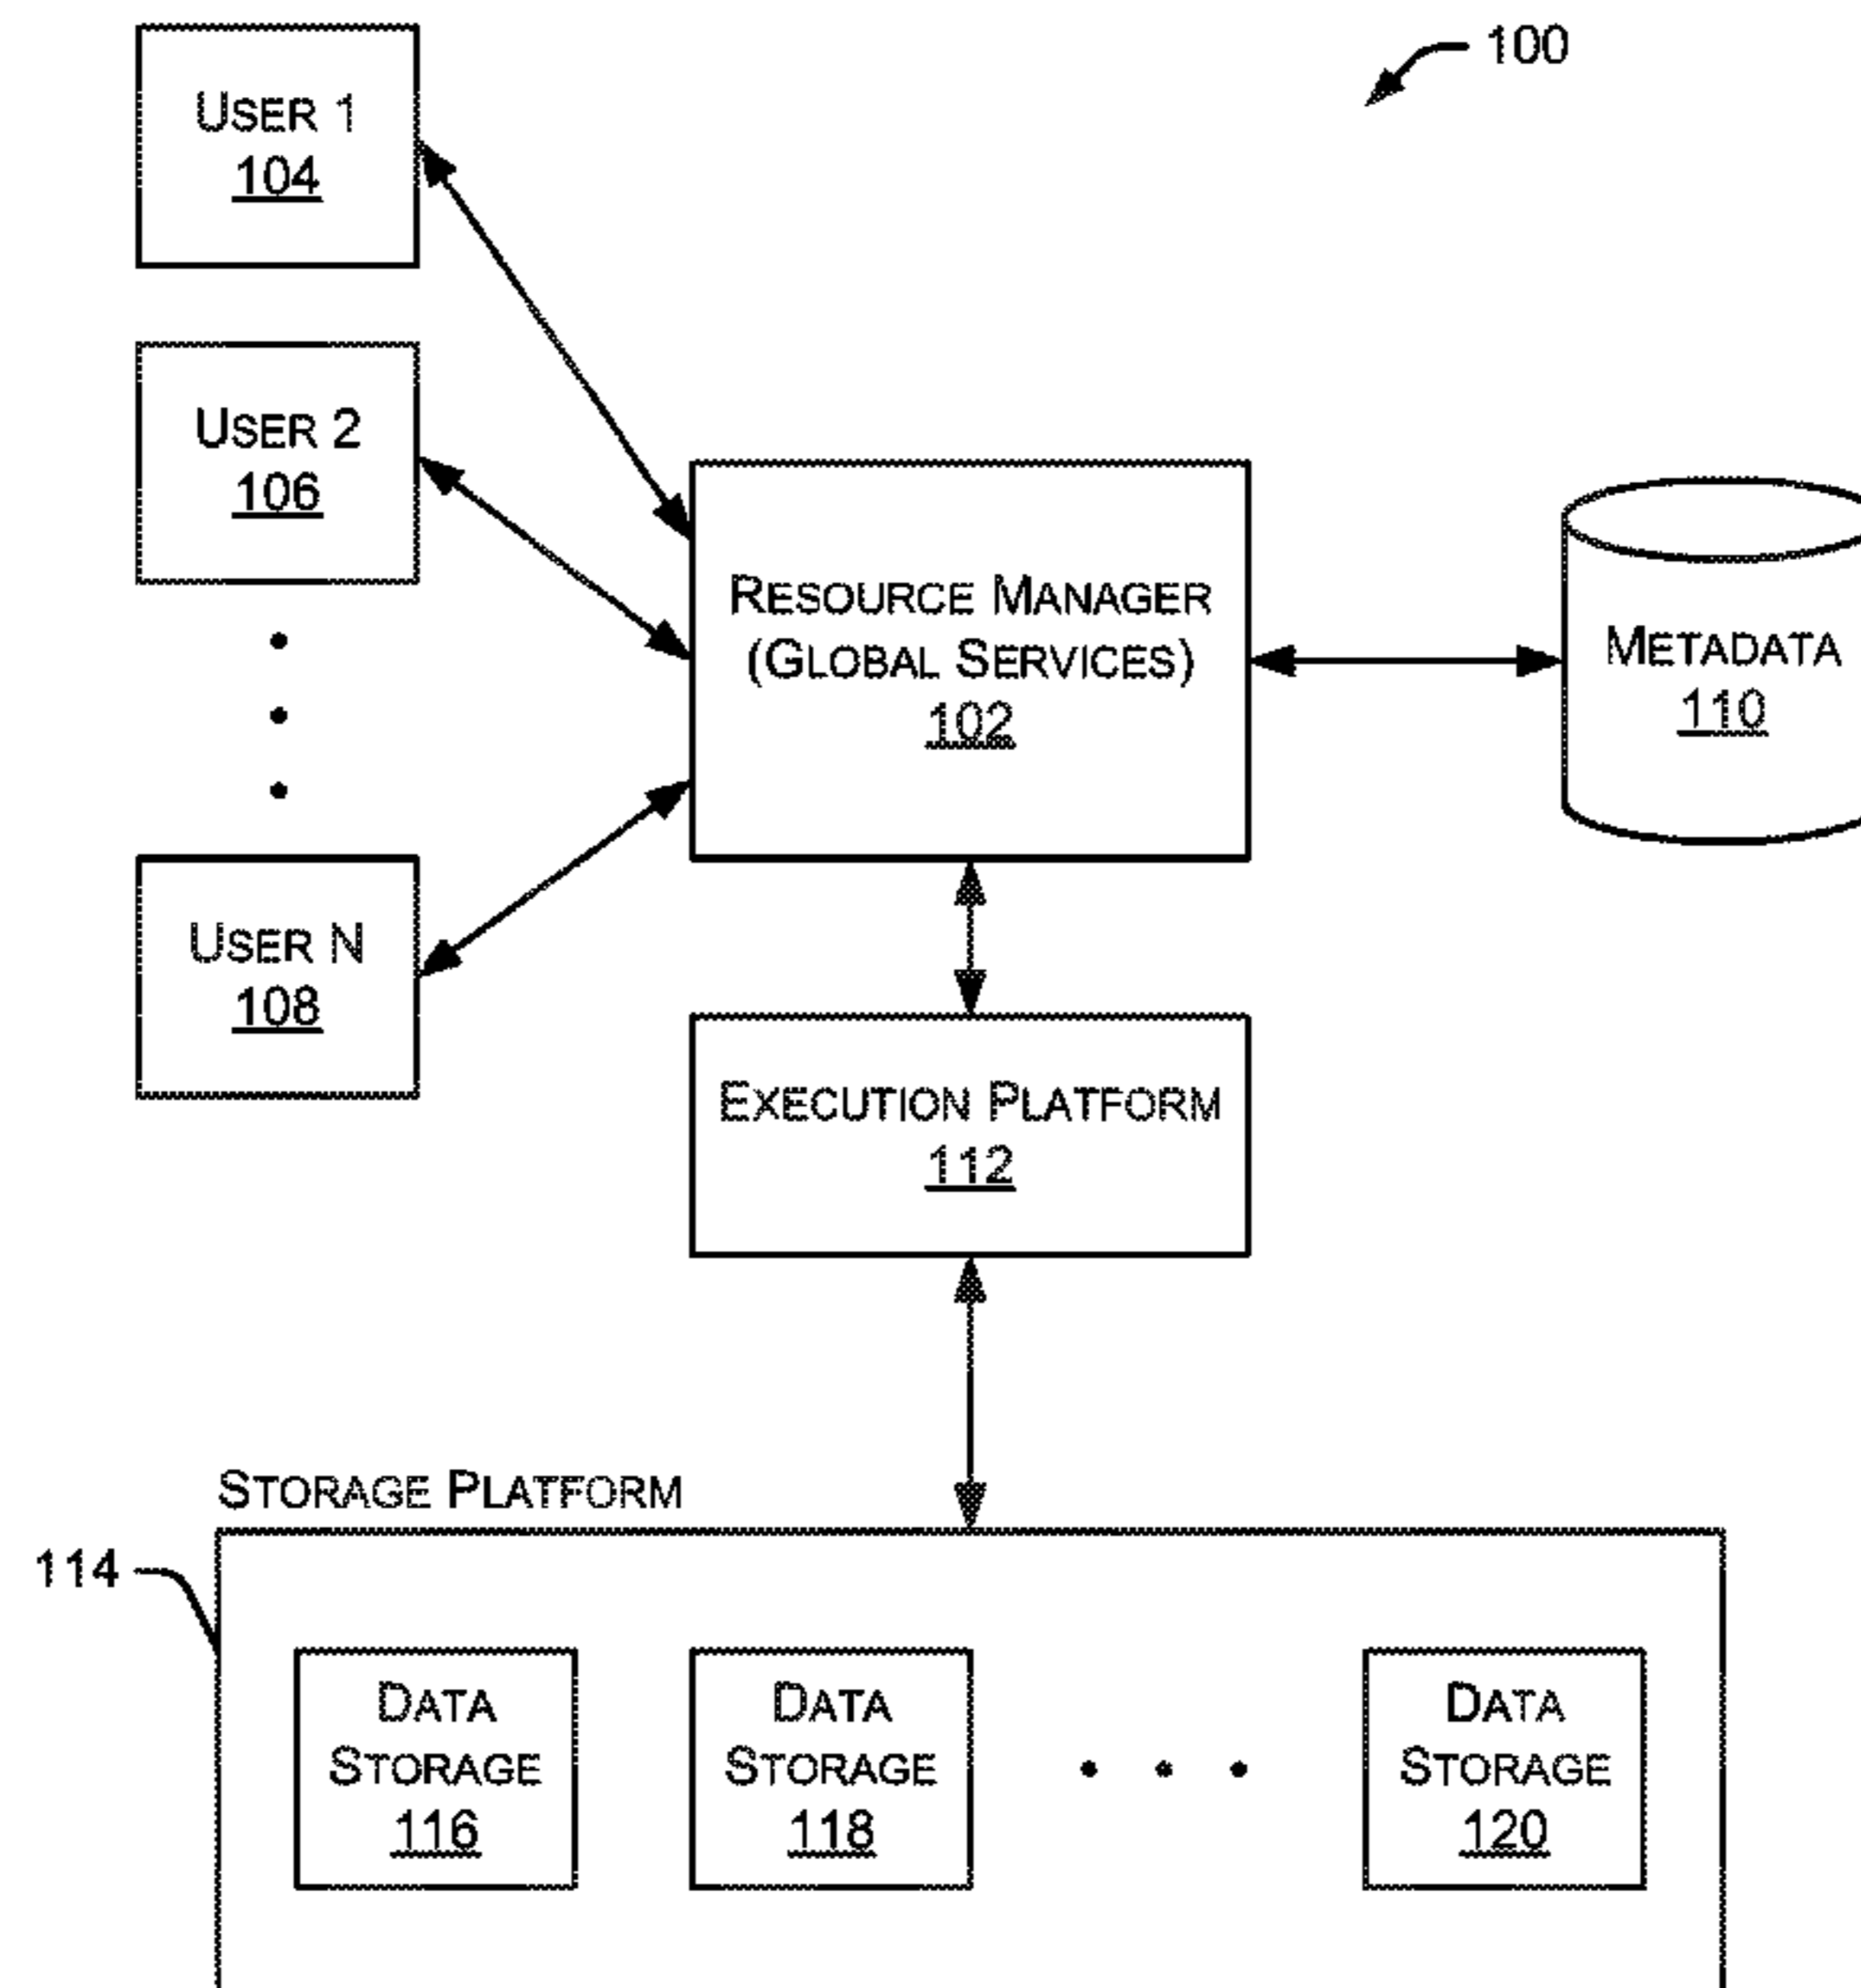 100
USER 1
104
USER 2
106
RESOURCE MANAGER
(GLOBAL SERVICES)
102
METADATA
110
USER N
108
EXECUTION PLATFORM
112
STORAGE PLATFORM
114
DATA
STORAGE
116
DATA
STORAGE
118
DATA
STORAGE
120